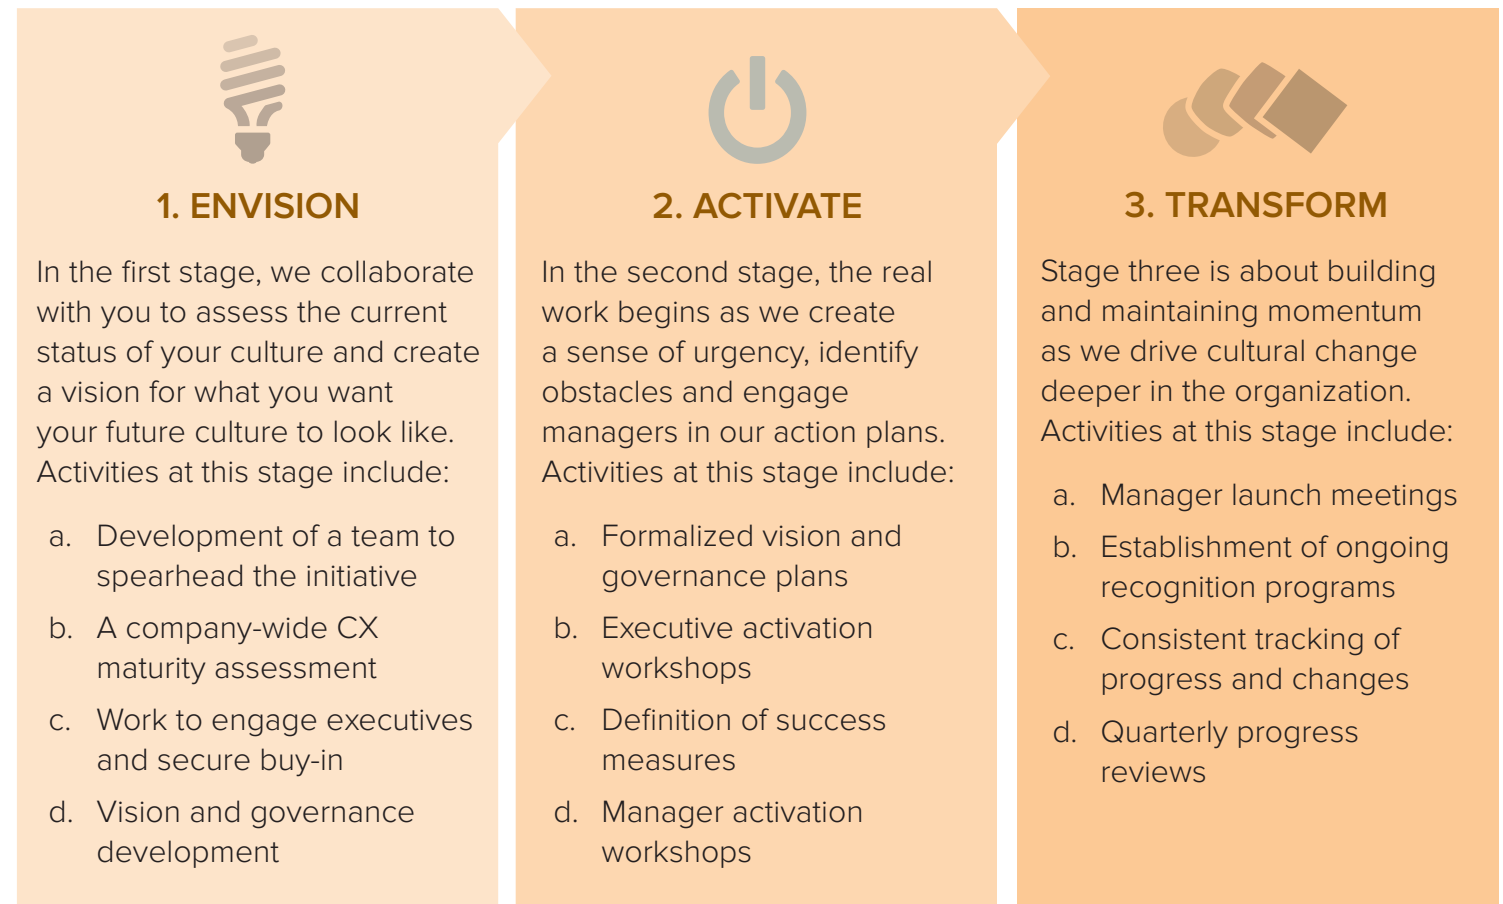 1. ENVISION
In the first stage, we collaborate
with you to assess the current
status of your culture and create
a vision for what you want
your future culture to look like.
Activities at this stage include:
a. Development of a team to
spearhead the initiative
b. A company-wide CX
maturity assessment
c. Work to engage executives
and secure buy-in
d. Vision and governance
development
2. ACTIVATE
In the second stage, the real
work begins as we create
a sense of urgency, identify
obstacles and engage
managers in our action plans.
Activities at this stage include:
a. Formalized vision and
governance plans
b. Executive activation
workshops
c. Definition of success
measures
d. Manager activation
workshops
3. TRANSFORM
Stage three is about building
and maintaining momentum
as we drive cultural change
deeper in the organization.
Activities at this stage include:
a. Manager launch meetings
b. Establishment of ongoing
recognition programs
c. Consistent tracking of
progress and changes
d. Quarterly progress
reviews